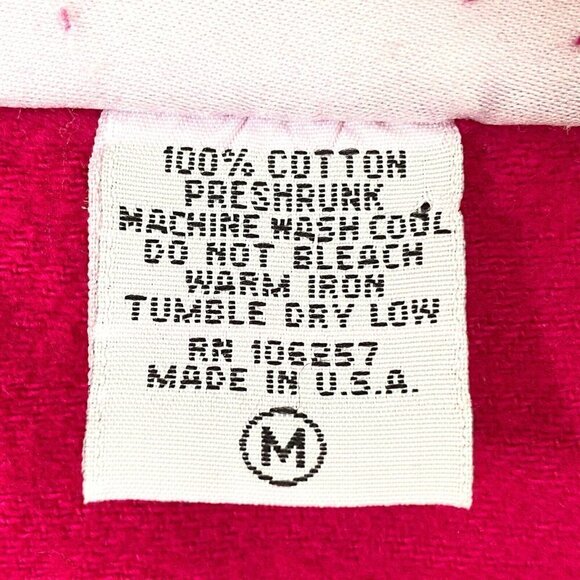 100% COTTON
PRESHRUNK
MACHINE WASH COOL
DO NOT BLEACH
WARM IRON
TUMBLE DRY LOW
RN 106257
MADE IN U.S.A.
M